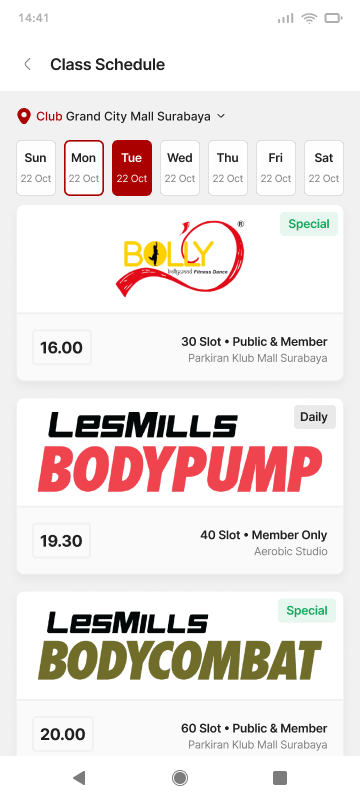 14:41
Class Schedule
Club Grand City Mall Surabaya
Sun Mon Tue Wed Thu Fri Sat
22 Oct 22 Oct 22 Oct 22 Oct 22 Oct 22 Oct 22 Oct
Special
BOLLY ®
bollywood Fitness Dance
16.00
30 Slot • Public & Member
Parkiran Klub Mall Surabaya
Daily
LESMILLS
BODYPUMP
19.30
40 Slot • Member Only
Aerobic Studio
Special
LESMILLS
BODYCOMBAT
20.00
60 Slot • Public & Member
Parkiran Klub Mall Surabaya